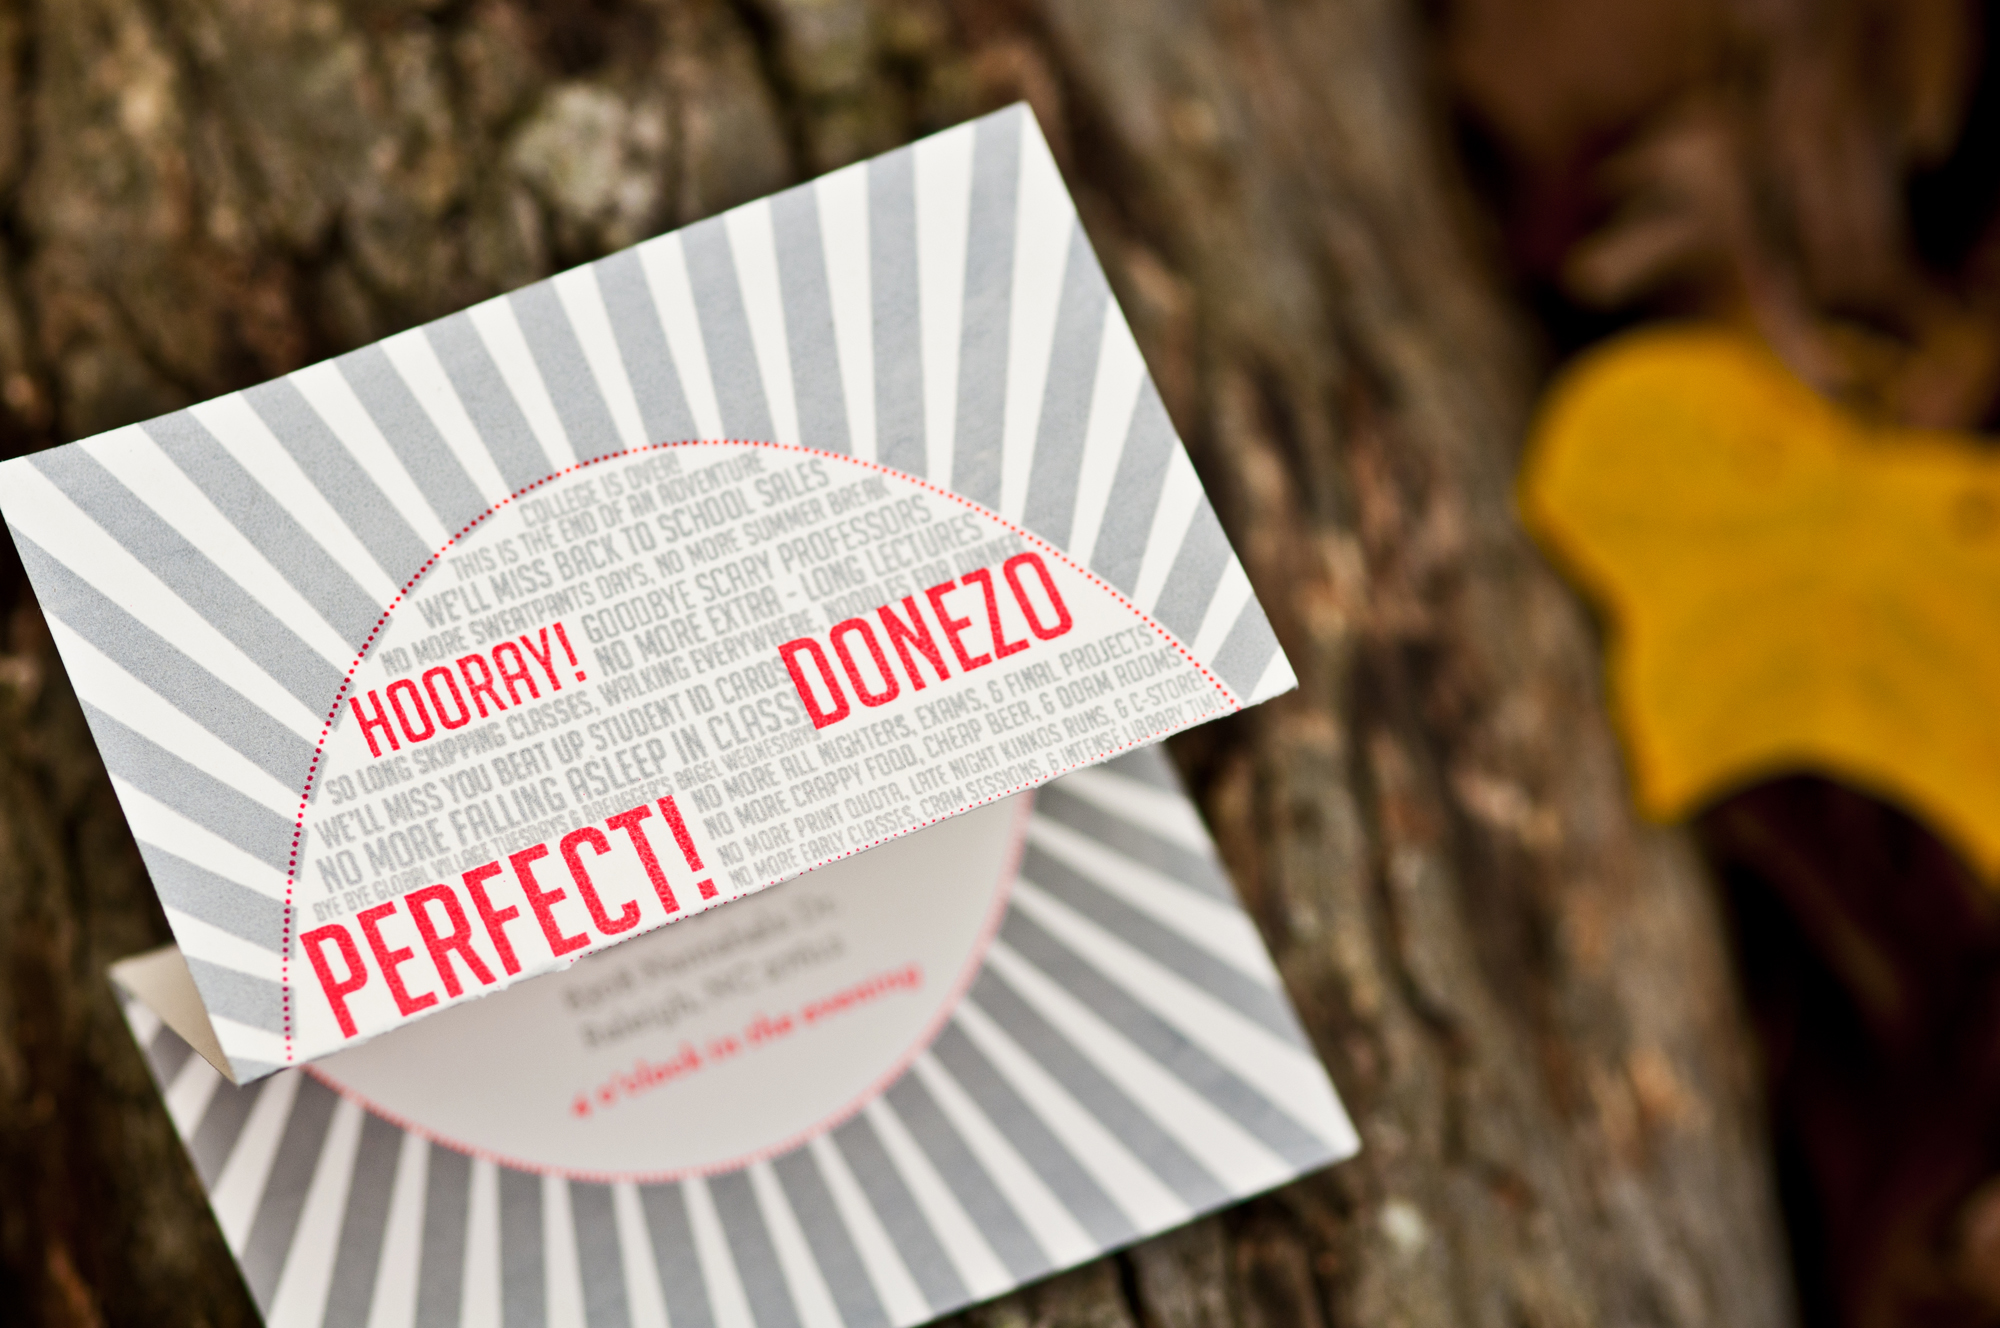 COLLEGE IS OVER!
THIS IS THE END OF AN ADVENTURE
WE'LL MISS BACK TO SCHOOL SALES
NO MORE SWEATPANTS DAYS, NO MORE SUMMER BREAK
HOORAY!
GOODBYE SCARY PROFESSORS
NO MORE EXTRA - LONG LECTURES
SO LONG SKIPPING CLASSES, WALKING EVERYWHERE, NOODLES FOR DINNER
WE'LL MISS YOU BEAT UP STUDENT ID CARDS
NO MORE FALLING ASLEEP IN CLASS
DONEZO
BYE BYE GLOBAL VILLAGE TUESDAYS & BRUEGGER'S BAGEL WEDNESDAYS
PERFECT!
NO MORE ALL NIGHTERS, EXAMS, & FINAL PROJECTS
NO MORE CRAPPY FOOD, CHEAP BEER, & DORM ROOMS
NO MORE PRINT QUOTA, LATE NIGHT KINKOS RUNS, & C-STORE
NO MORE EARLY CLASSES, CRAM SESSIONS, & INTENSE LIBRARY
Raleigh, NC
4 o'clock in the evening